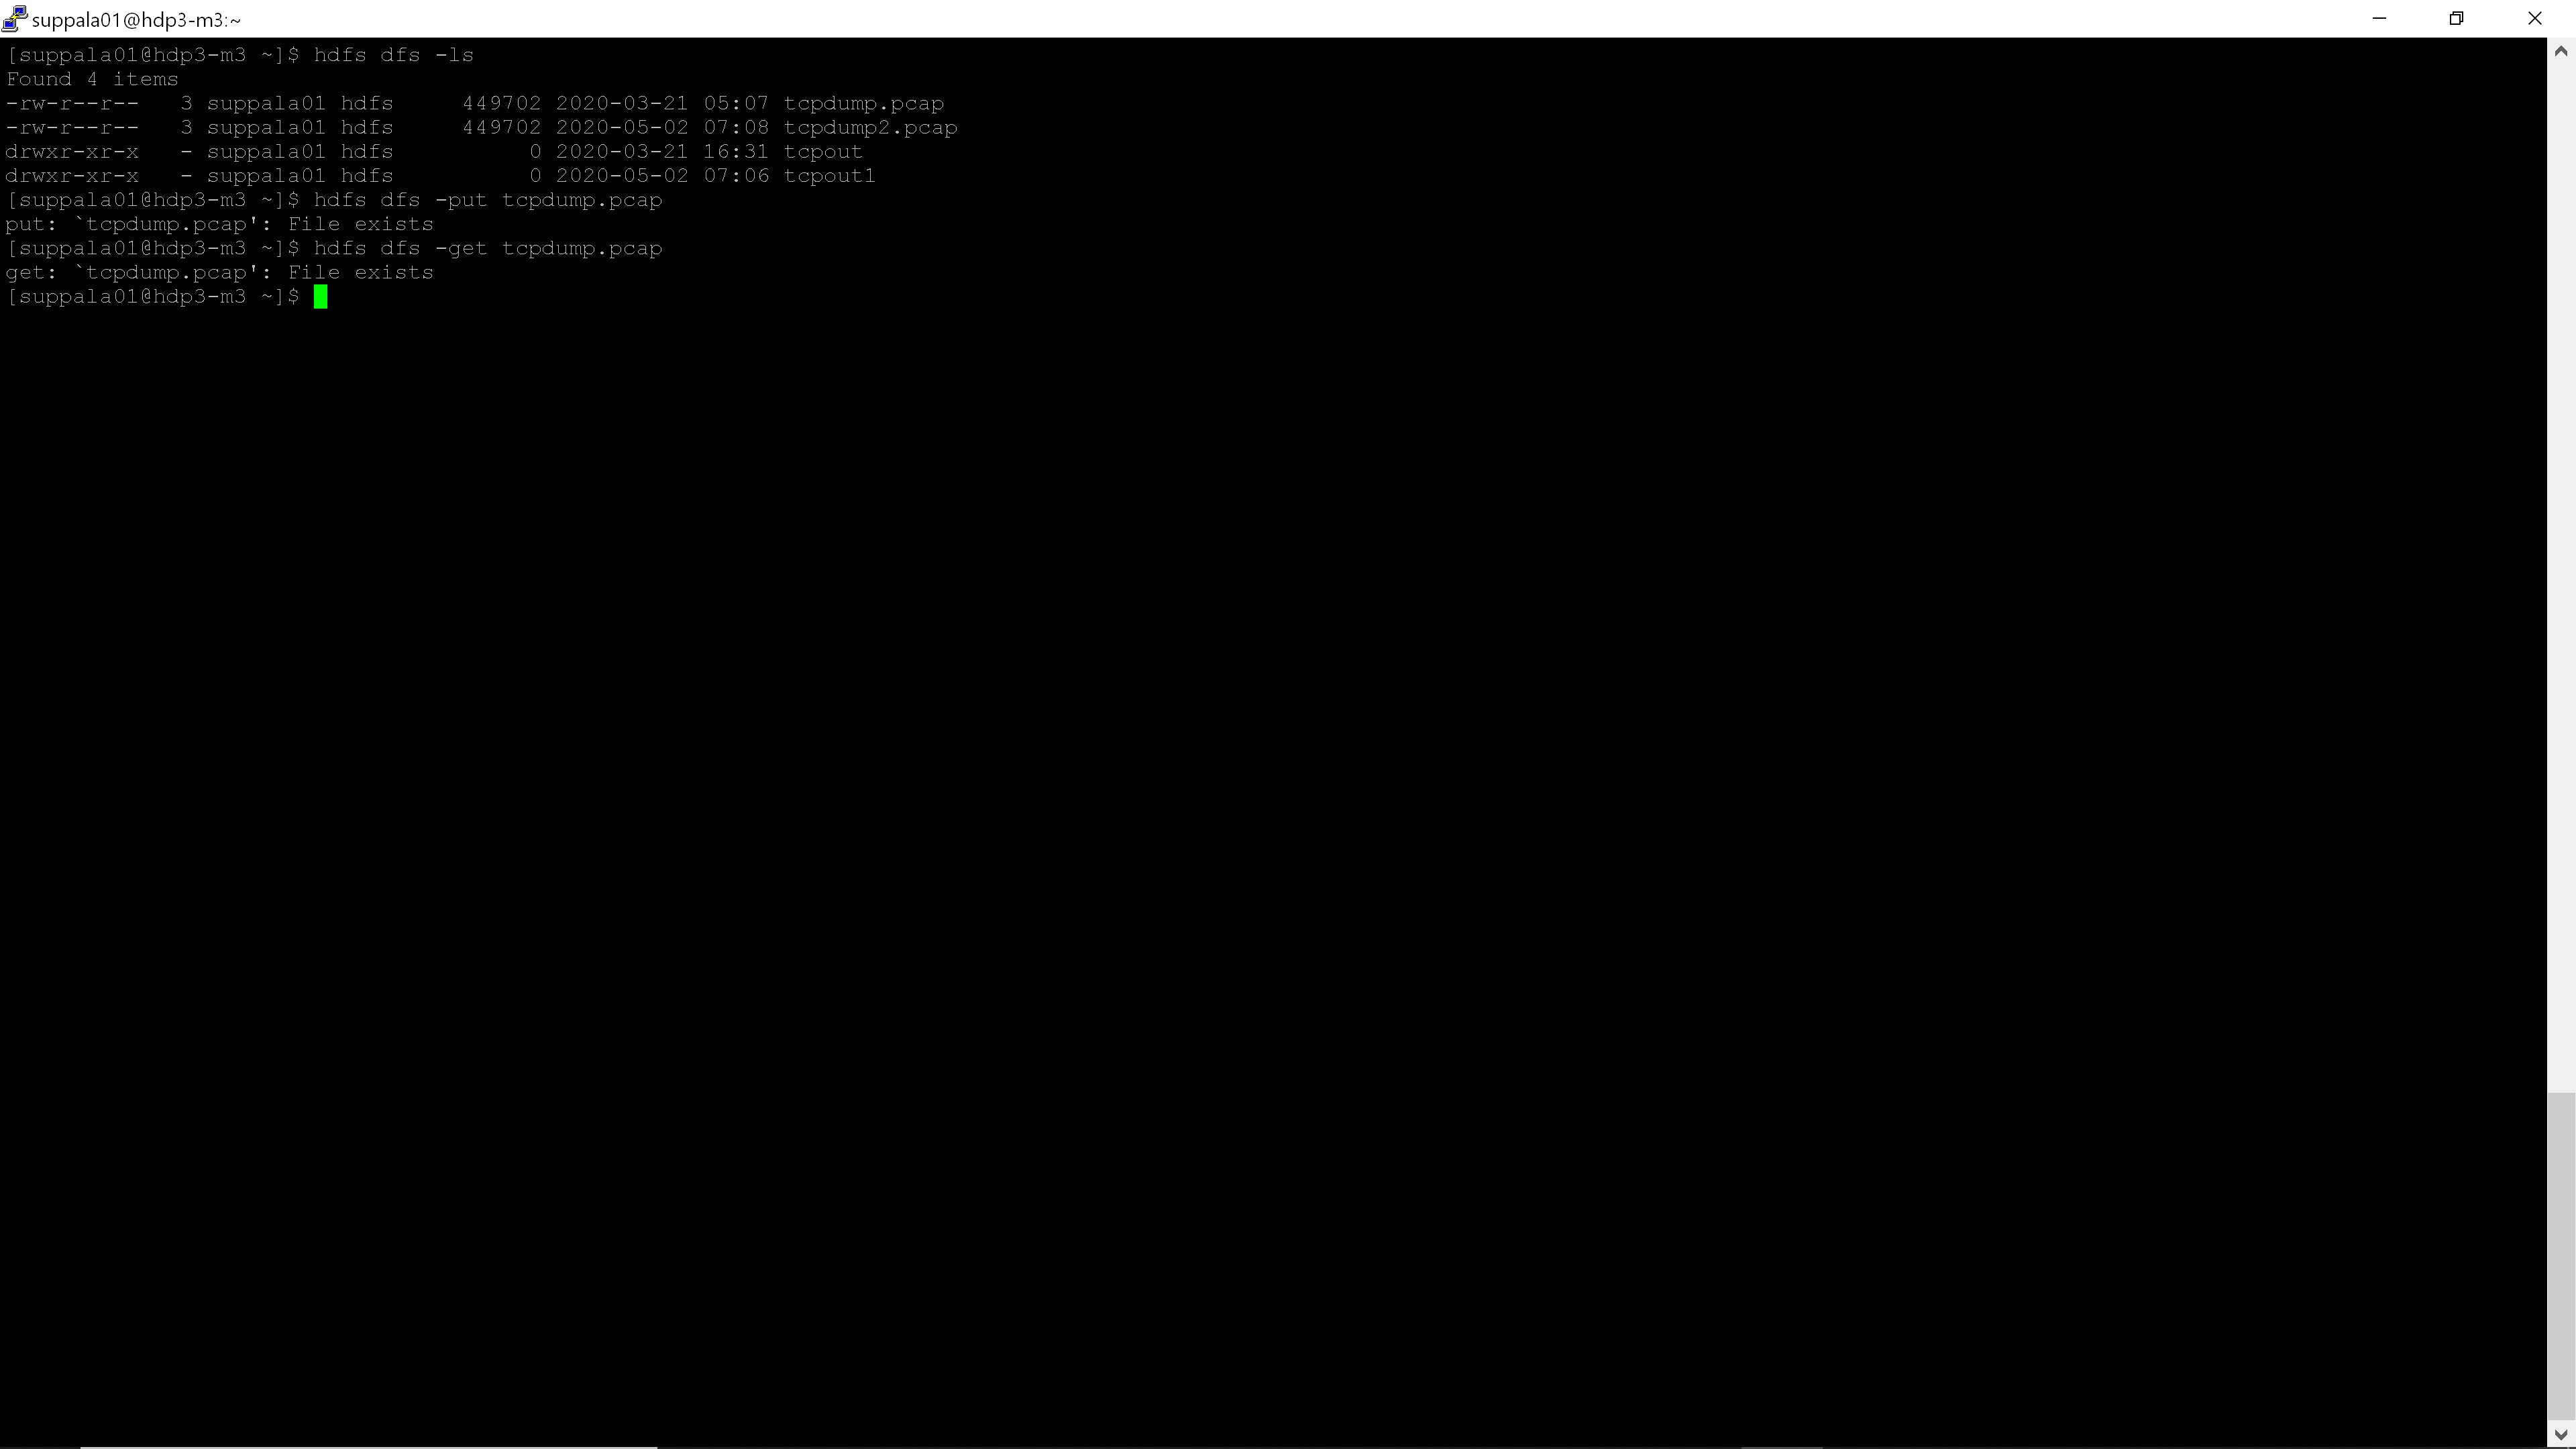 suppala01@hdp3-m3:~
[suppala01@hdp3-m3 ~]$ hdfs dfs -ls
Found 4 items
-rw-r--r--   3 suppala01 hdfs     449702 2020-03-21 05:07 tcpdump.pcap
-rw-r--r--   3 suppala01 hdfs     449702 2020-05-02 07:08 tcpdump2.pcap
drwxr-xr-x   - suppala01 hdfs          0 2020-03-21 16:31 tcpout
drwxr-xr-x   - suppala01 hdfs          0 2020-05-02 07:06 tcpout1
[suppala01@hdp3-m3 ~]$ hdfs dfs -put tcpdump.pcap
put: `tcpdump.pcap': File exists
[suppala01@hdp3-m3 ~]$ hdfs dfs -get tcpdump.pcap
get: `tcpdump.pcap': File exists
[suppala01@hdp3-m3 ~]$